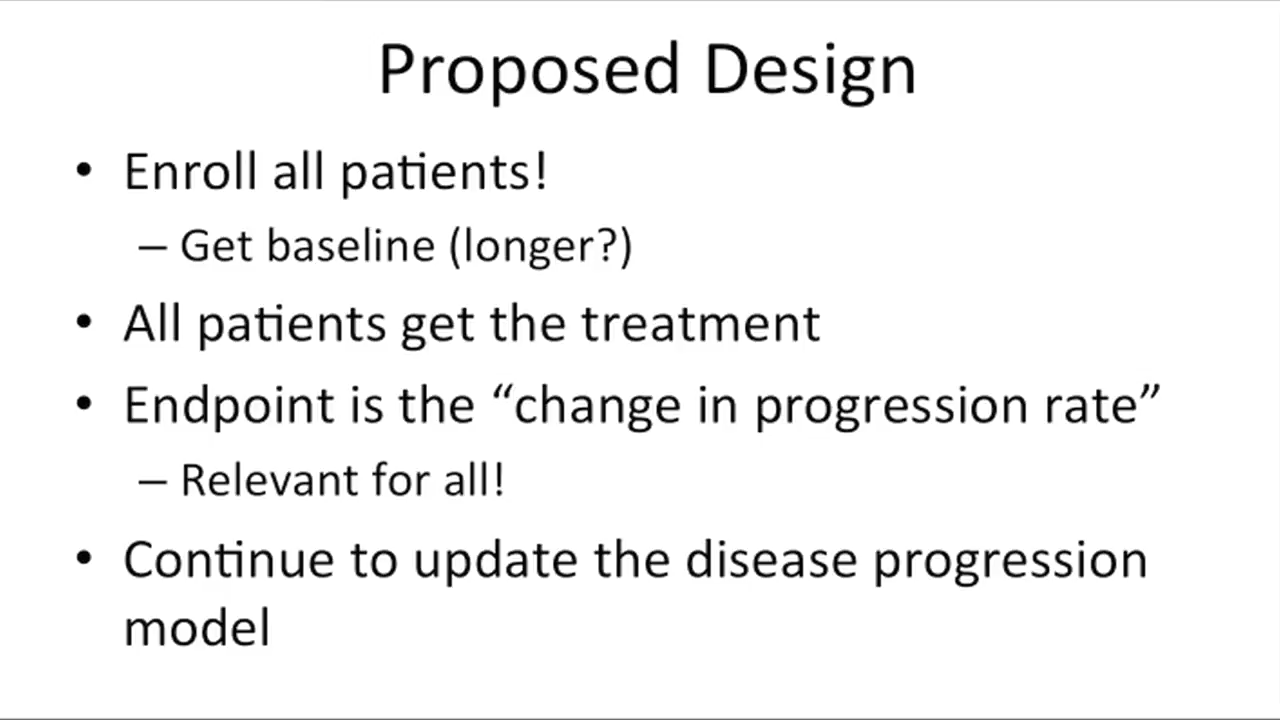 Proposed Design
• Enroll all patients!
– Get baseline (longer?)
• All patients get the treatment
• Endpoint is the “change in progression rate”
– Relevant for all!
• Continue to update the disease progression
model